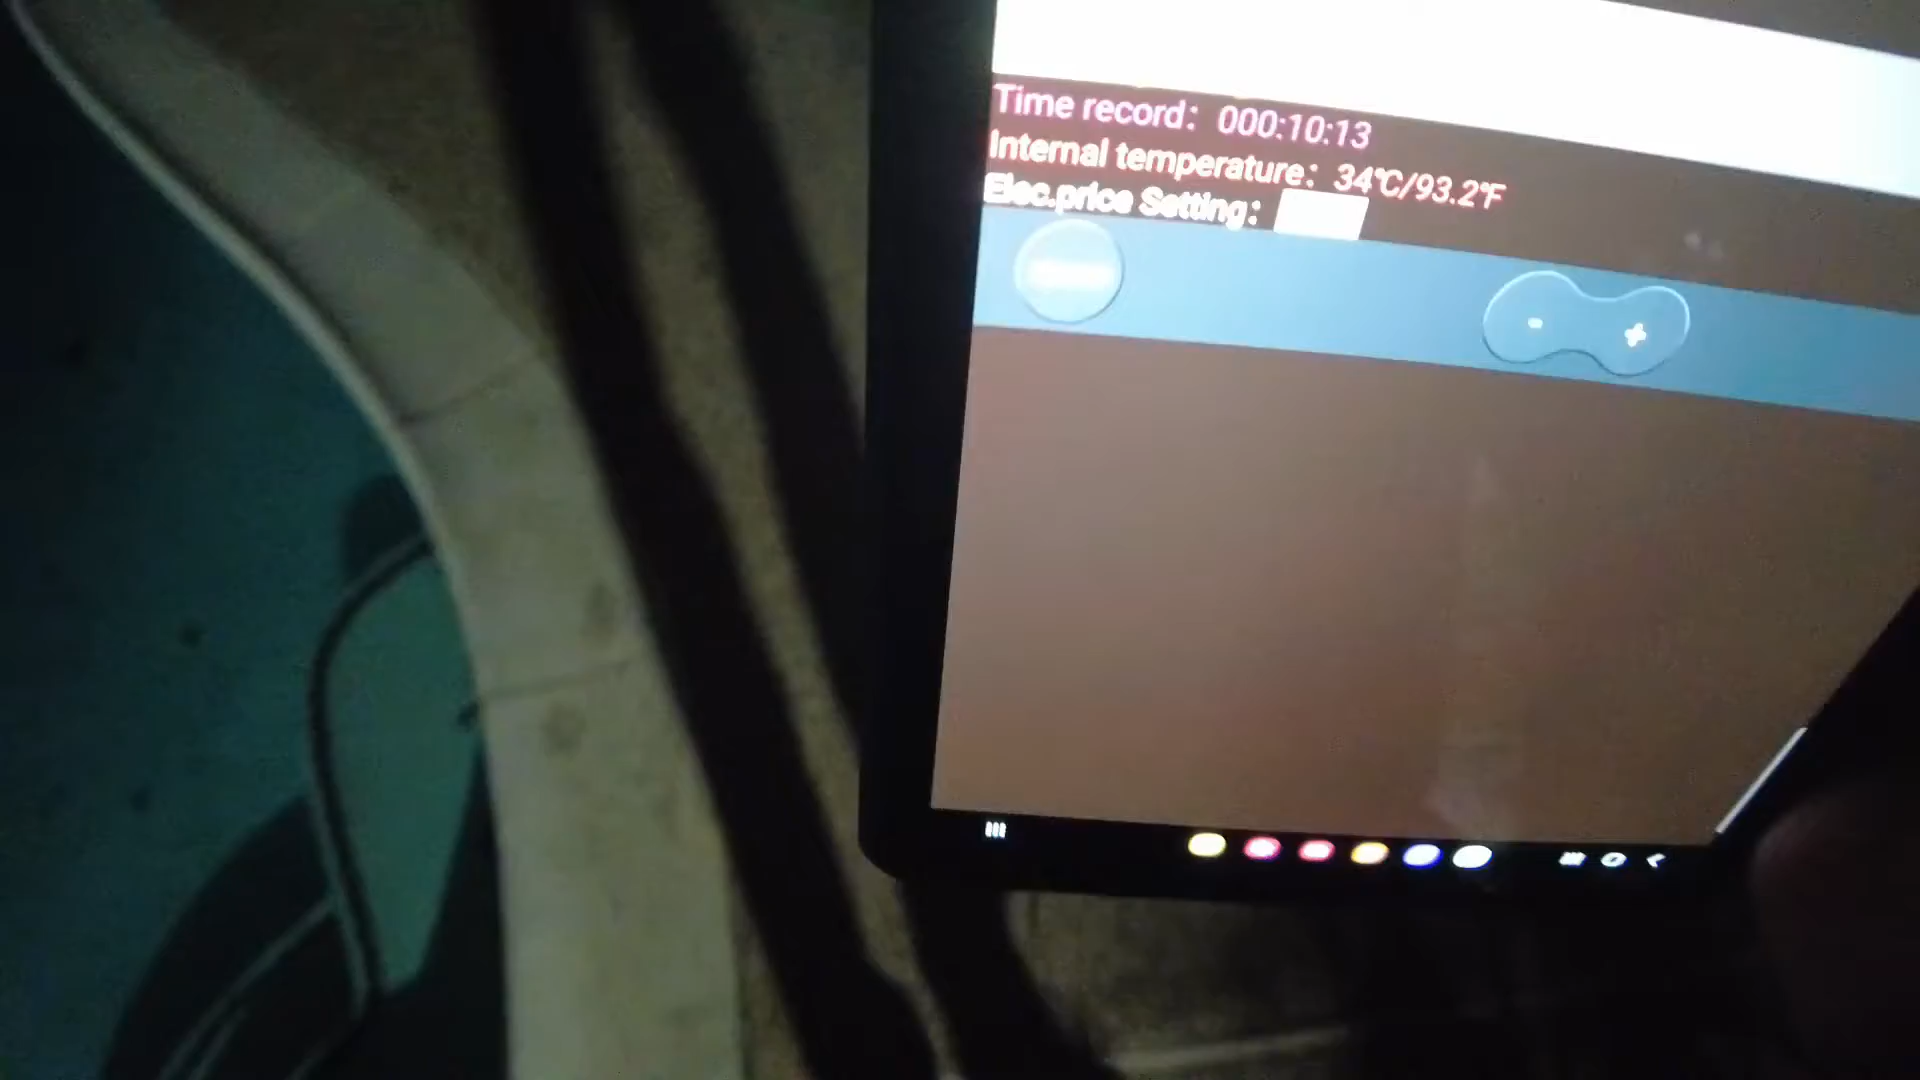 Time record: 000:10:13
Internal temperature: 34℃/93.2℉
Elec.price Setting:
- +